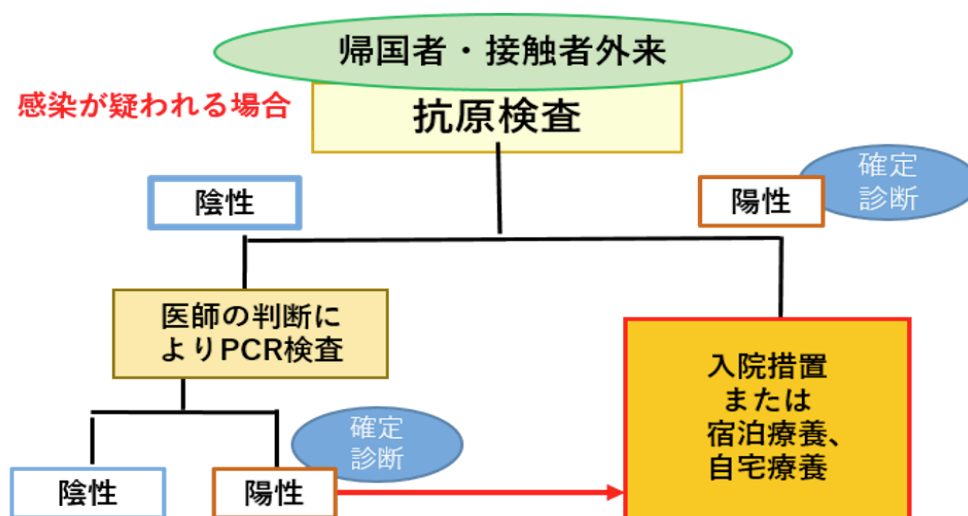 帰国者・接触者外来
感染が疑われる場合
抗原検査
陰性
陽性
確定
診断
医師の判断に
よりPCR検査
入院措置
または
宿泊療養、
自宅療養
陰性
陽性
確定
診断